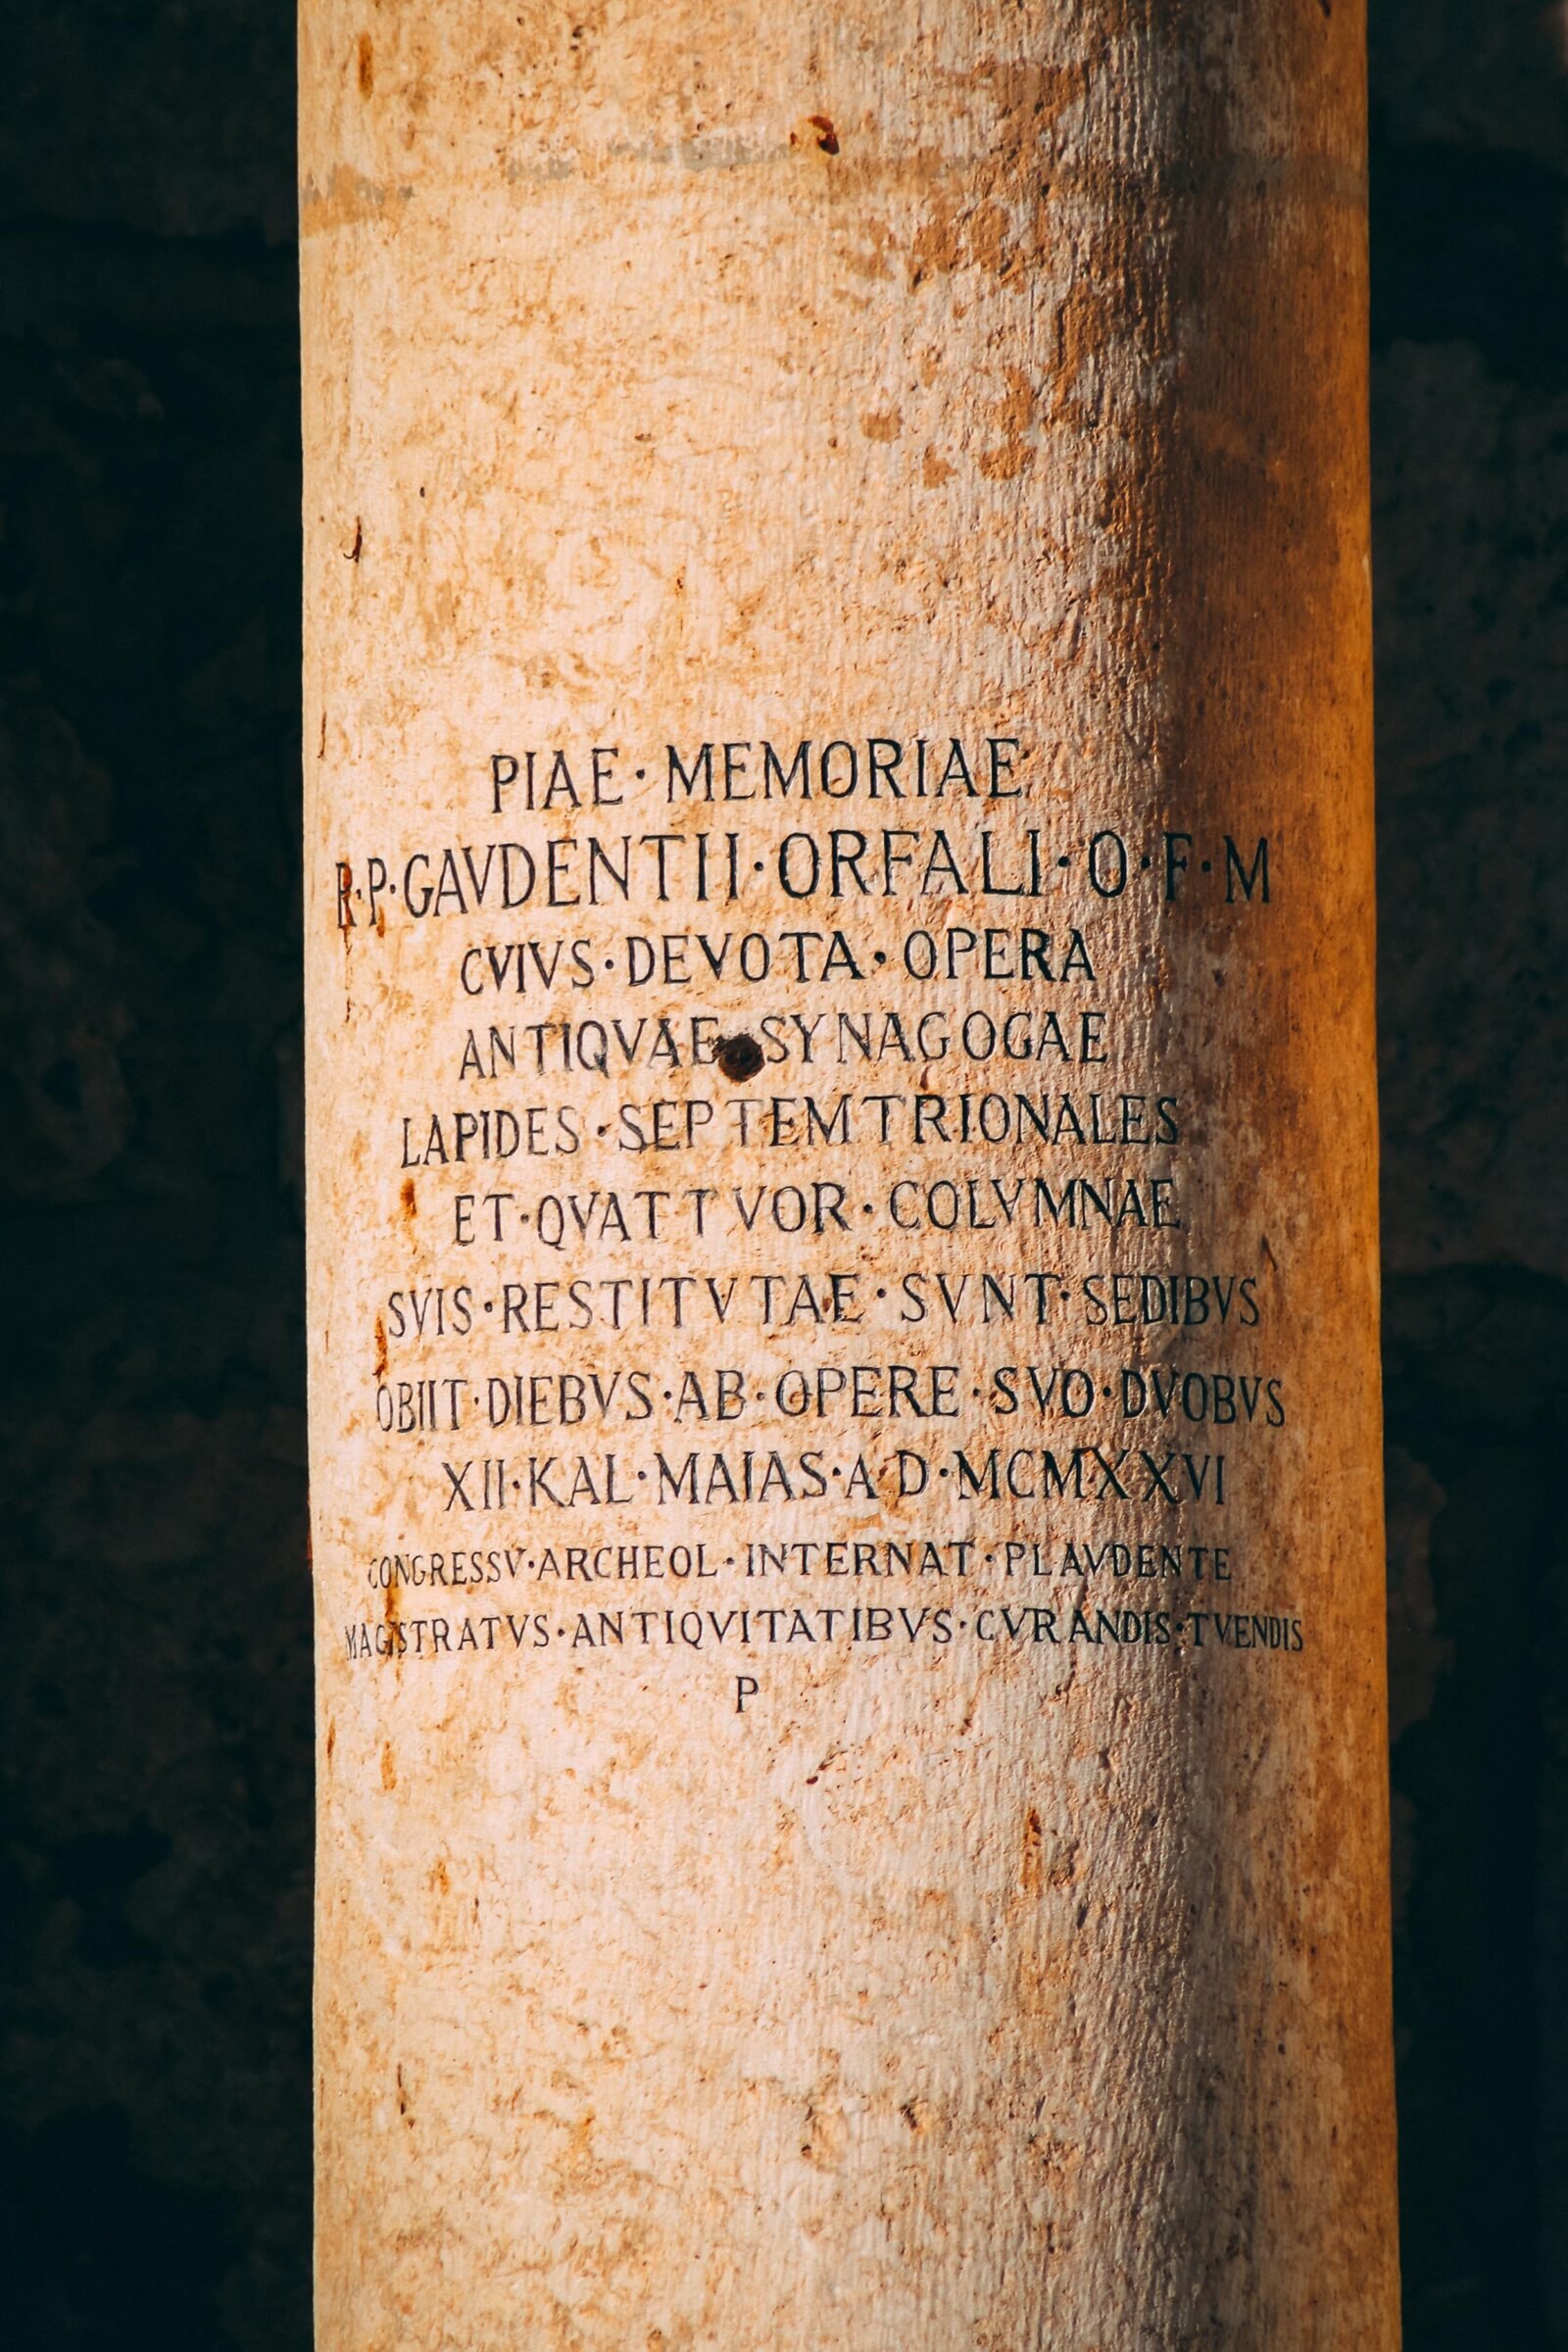 PIAE · MEMORIAE
R · P · GAVDENTII · ORFALI · O · F · M
CVIVS · DEVOTA · OPERA
ANTIQVAE SYNAGOGAE
LAPIDES · SEPTEMTRIONALES
ET · QVATTVOR · COLVMNAE
SVIS · RESTITVTAE · SVNT · SEDIBVS
OBIIT · DIEBVS · AB · OPERE · SVO · DVOBVS
XII · KAL · MAIAS · A D · MCMXXVI
CONGRESSV · ARCHEOL · INTERNAT · PLAVDENTE
MAGISTRATVS · ANTIQVITATIBVS · CVRANDIS · TVENDIS
P